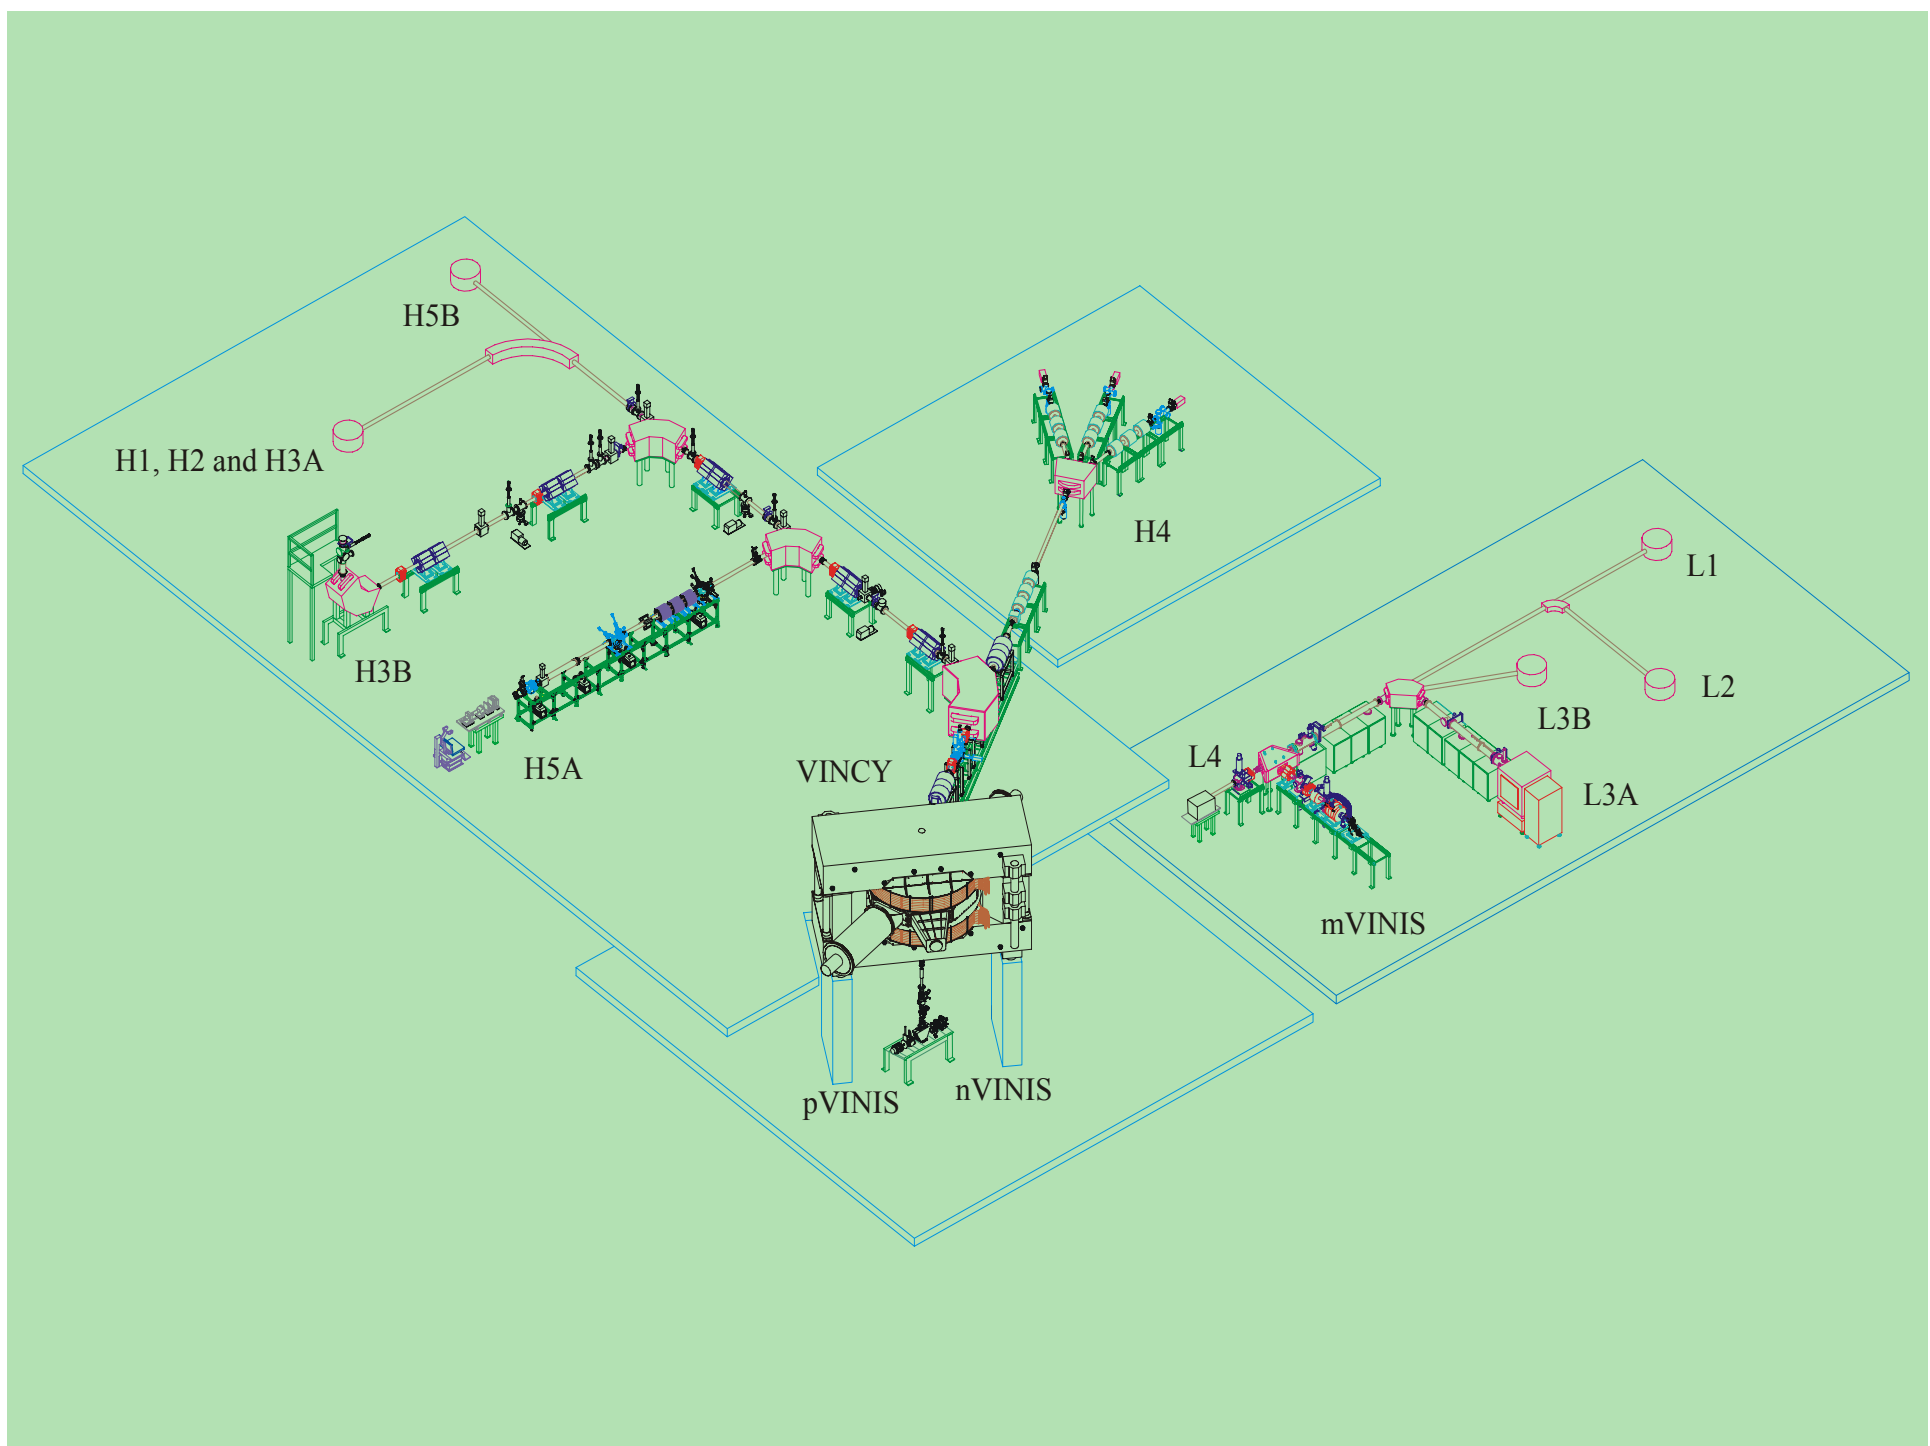 H5B
H1, H2 and H3A
H4
L1
H3B
L2
L3B
L4
H5A
VINCY
L3A
mVINIS
nVINIS
pVINIS